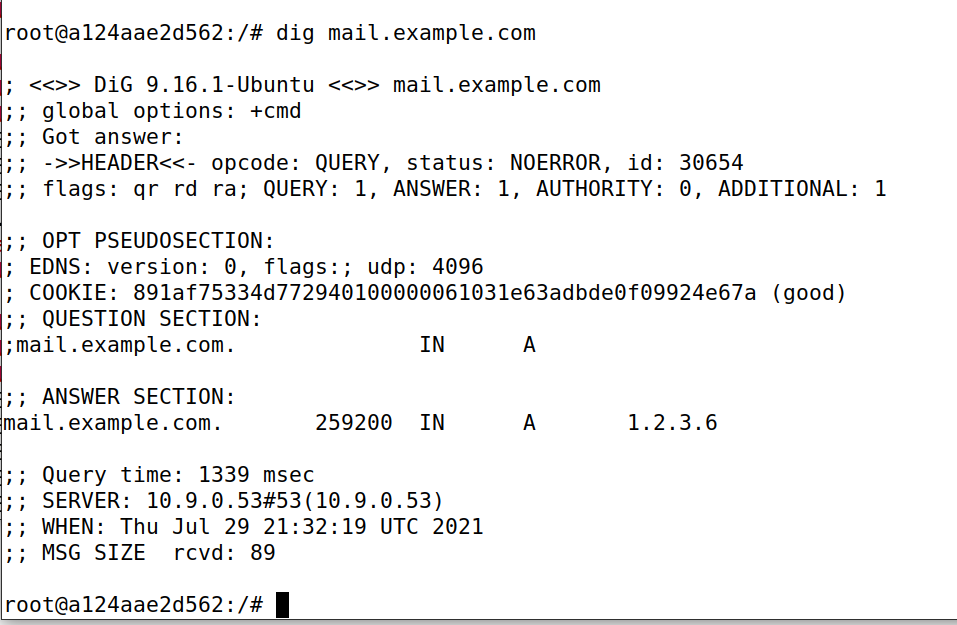 root@a124aae2d562:/# dig mail.example.com
; <<>> DiG 9.16.1-Ubuntu <<>> mail.example.com
;; global options: +cmd
;; Got answer:
;; ->>HEADER<<- opcode: QUERY, status: NOERROR, id: 30654
;; flags: qr rd ra; QUERY: 1, ANSWER: 1, AUTHORITY: 0, ADDITIONAL: 1
;; OPT PSEUDOSECTION:
; EDNS: version: 0, flags:; udp: 4096
; COOKIE: 891af75334d772940100000061031e63adbde0f09924e67a (good)
;; QUESTION SECTION:
;mail.example.com. IN A
;; ANSWER SECTION:
mail.example.com. 259200 IN A 1.2.3.6
;; Query time: 1339 msec
;; SERVER: 10.9.0.53#53(10.9.0.53)
;; WHEN: Thu Jul 29 21:32:19 UTC 2021
;; MSG SIZE rcvd: 89
root@a124aae2d562:/#